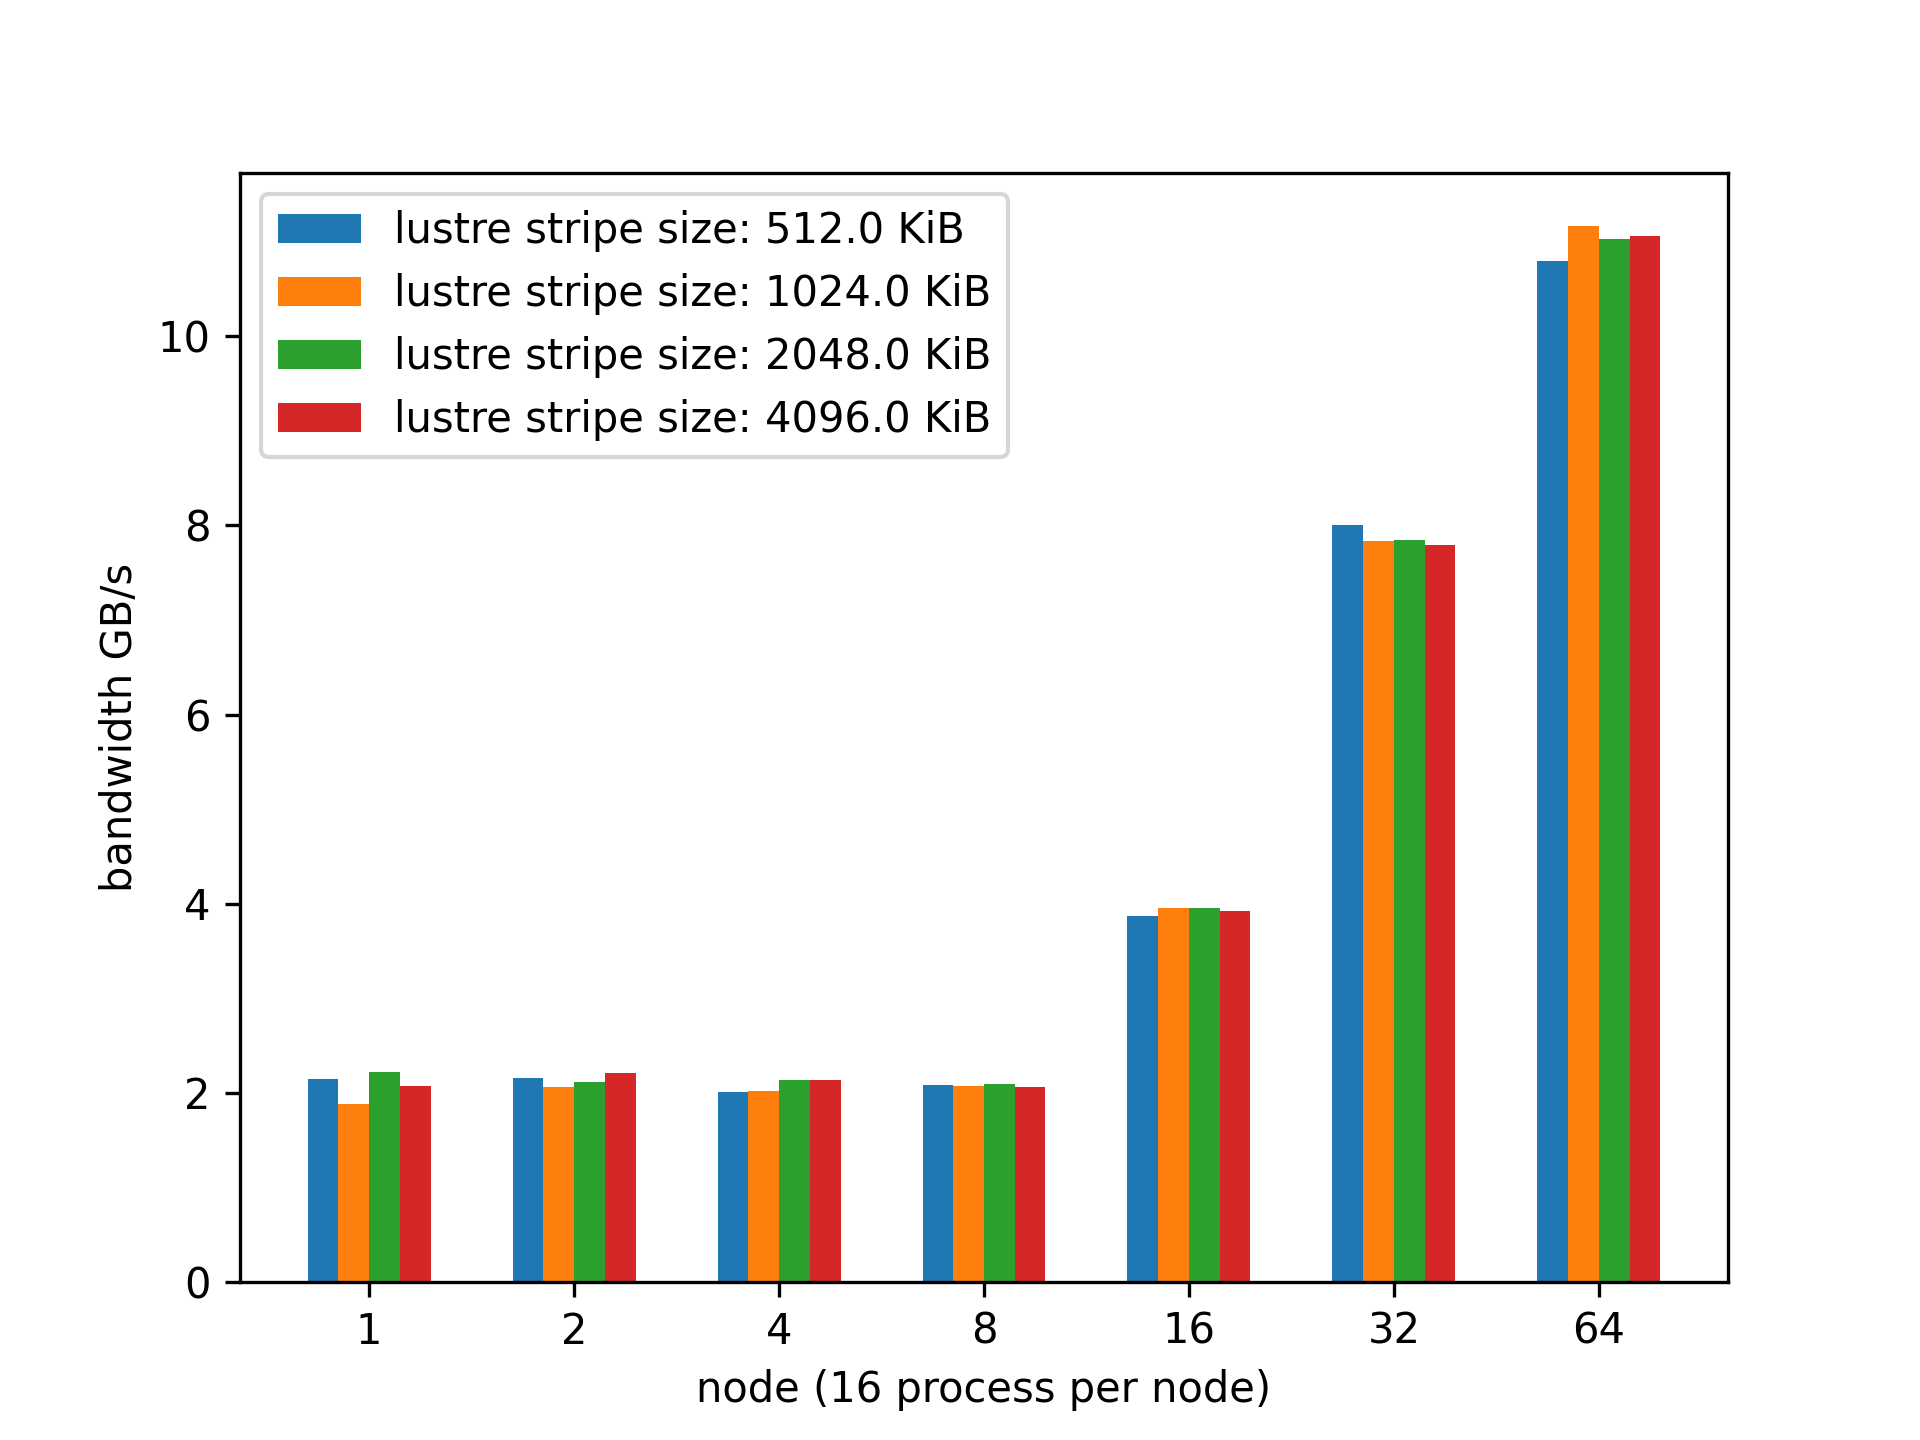 lustre stripe size: 512.0 KiB
lustre stripe size: 1024.0 KiB
lustre stripe size: 2048.0 KiB
lustre stripe size: 4096.0 KiB
10
8
6
4
2
0
bandwidth GB/s
1 2 4 8 16 32 64
node (16 process per node)